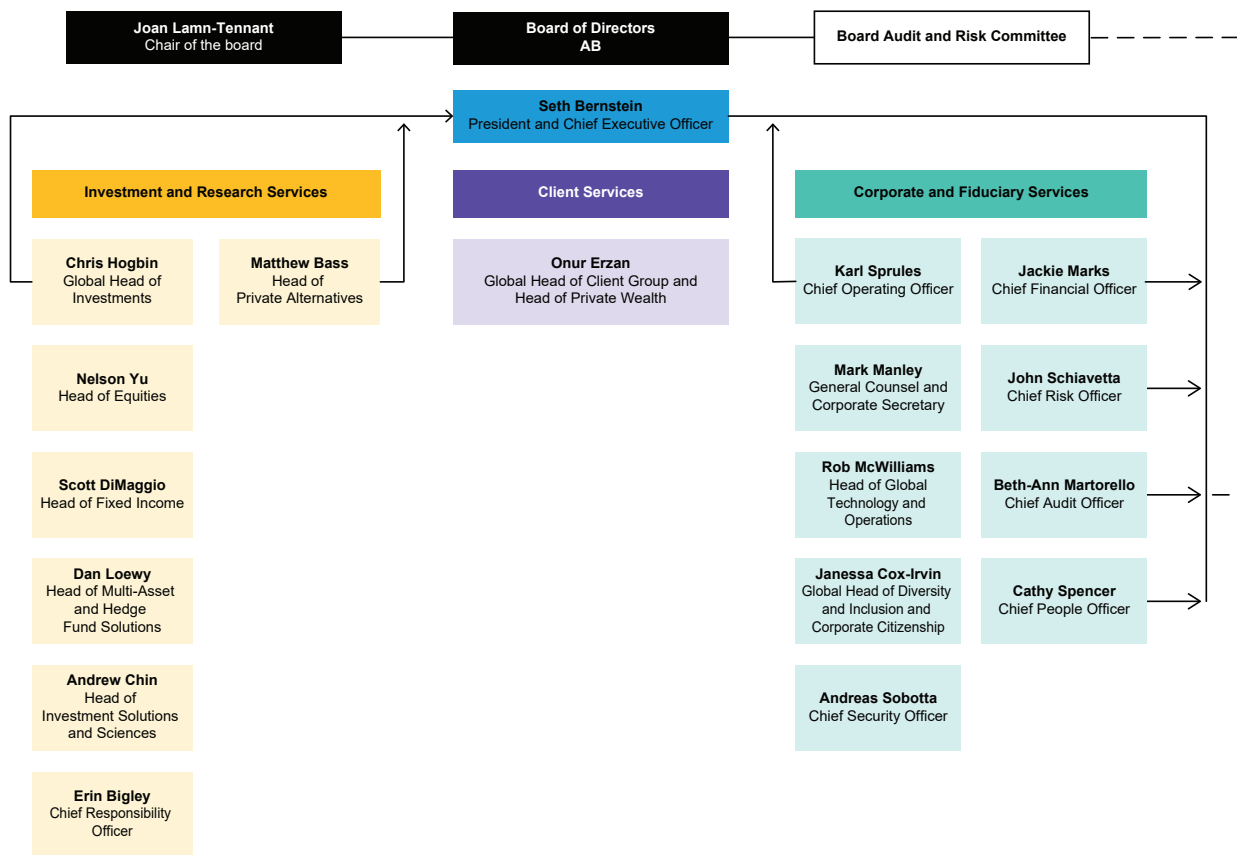 Joan Lamn-Tennant
Chair of the board
Board of Directors
AB
Board Audit and Risk Committee
Seth Bernstein
President and Chief Executive Officer
Investment and Research Services
Client Services
Corporate and Fiduciary Services
Chris Hogbin
Global Head of
Investments
Matthew Bass
Head of
Private Alternatives
Onur Erzan
Global Head of Client Group and
Head of Private Wealth
Karl Sprules
Chief Operating Officer
Jackie Marks
Chief Financial Officer
Nelson Yu
Head of Equities
Mark Manley
General Counsel and
Corporate Secretary
John Schiavetta
Chief Risk Officer
Scott DiMaggio
Head of Fixed Income
Rob McWilliams
Head of Global
Technology and
Operations
Beth-Ann Martorello
Chief Audit Officer
Dan Loewy
Head of Multi-Asset
and Hedge
Fund Solutions
Janessa Cox-Irvin
Global Head of Diversity
and Inclusion and
Corporate Citizenship
Cathy Spencer
Chief People Officer
Andrew Chin
Head of
Investment Solutions
and Sciences
Andreas Sobotta
Chief Security Officer
Erin Bigley
Chief Responsibility
Officer